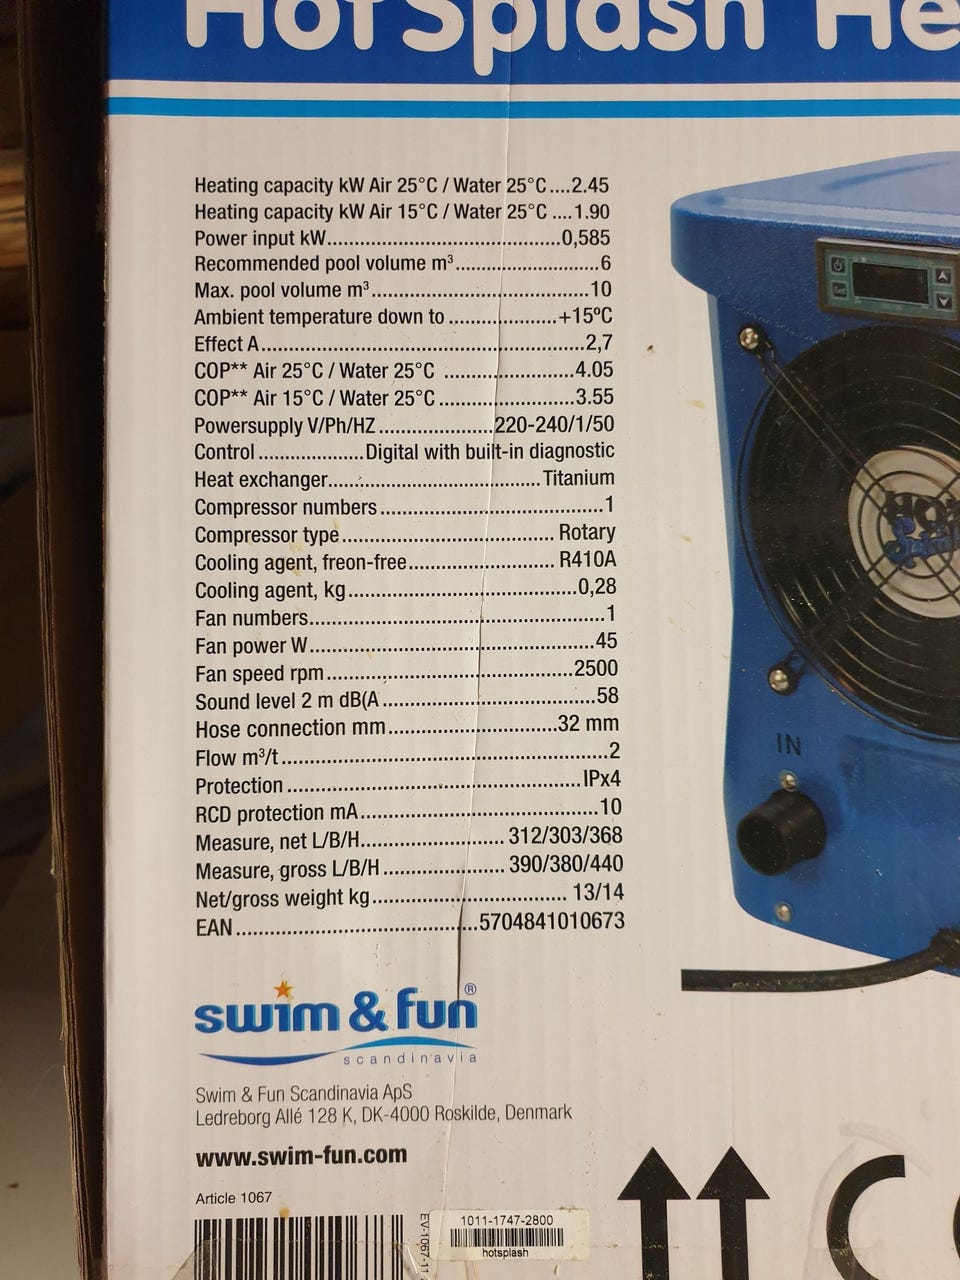 HotSplash He
Heating capacity kW Air 25°C / Water 25°C....2.45
Heating capacity kW Air 15°C / Water 25°C ....1.90
Power input kW..................................................0,585
Recommended pool volume m³..............................6
Max. pool volume m³..............................................10
Ambient temperature down to .......................+15ºC
Effect A....................................................................2,7
COP** Air 25°C / Water 25°C ...........................4.05
COP** Air 15°C / Water 25°C ............................3.55
Powersupply V/Ph/HZ ........................220-240/1/50
Control .....................Digital with built-in diagnostic
Heat exchanger............................................Titanium
Compressor numbers ..............................................1
Compressor type............................................ Rotary
Cooling agent, freon-free.............................. R410A
Cooling agent, kg................................................0,28
Fan numbers.............................................................1
Fan power W...........................................................45
Fan speed rpm....................................................2500
Sound level 2 m dB(A.............................................58
Hose connection mm...................................32 mm
Flow m³/t...................................................................2
Protection ............................................................IPx4
RCD protection mA.................................................10
Measure, net L/B/H.............................. 312/303/368
Measure, gross L/B/H ......................... 390/380/440
Net/gross weight kg........................................ 13/14
EAN ..................................................5704841010673
Set
HOT
IN
swim & fun®
scandinavia
Swim & Fun Scandinavia ApS
Ledreborg Allé 128 K, DK-4000 Roskilde, Denmark
www.swim-fun.com
Article 1067
EV-1067-11
1011-1747-2800
hotsplash